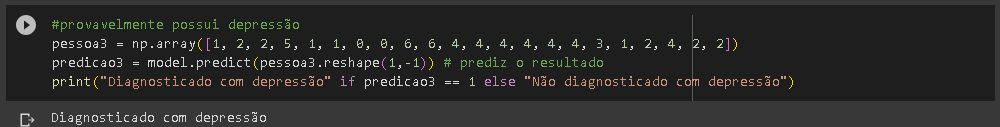 #provavelmente possui depressão
pessoa3 = np.array([1, 2, 2, 5, 1, 1, 0, 0, 6, 6, 4, 4, 4, 4, 4, 4, 3, 1, 2, 4, 2, 2])
predicao3 = model.predict(pessoa3.reshape(1,-1)) # prediz o resultado
print("Diagnosticado com depressão" if predicao3 == 1 else "Não diagnosticado com depressão")
Diagnosticado com depressão